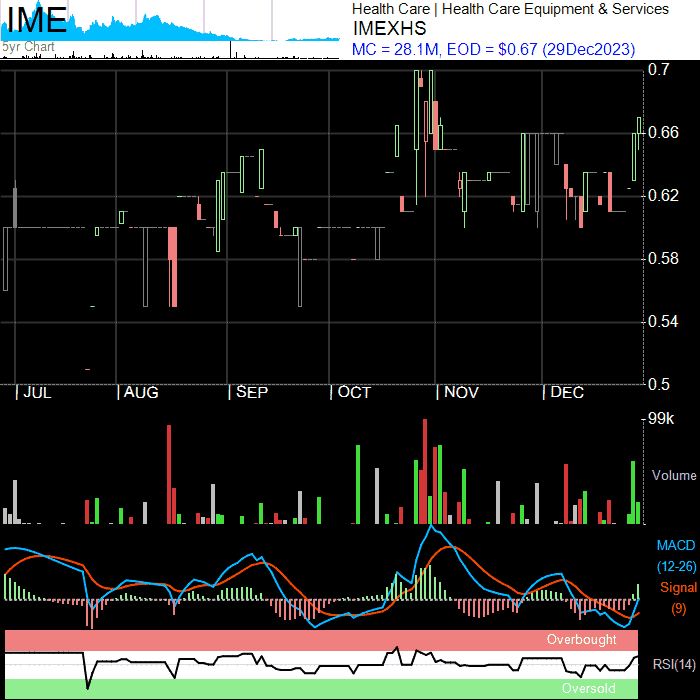 IME
Health Care | Health Care Equipment & Services
IMEXHS
5yr Chart
MC = 28.1M, EOD = $0.67 (29Dec2023)
0.7
0.66
0.62
0.58
0.54
0.5
| JUL | AUG | SEP | OCT | NOV | DEC
99k
Volume
MACD
(12-26)
Signal
(9)
Overbought
RSI(14)
Oversold